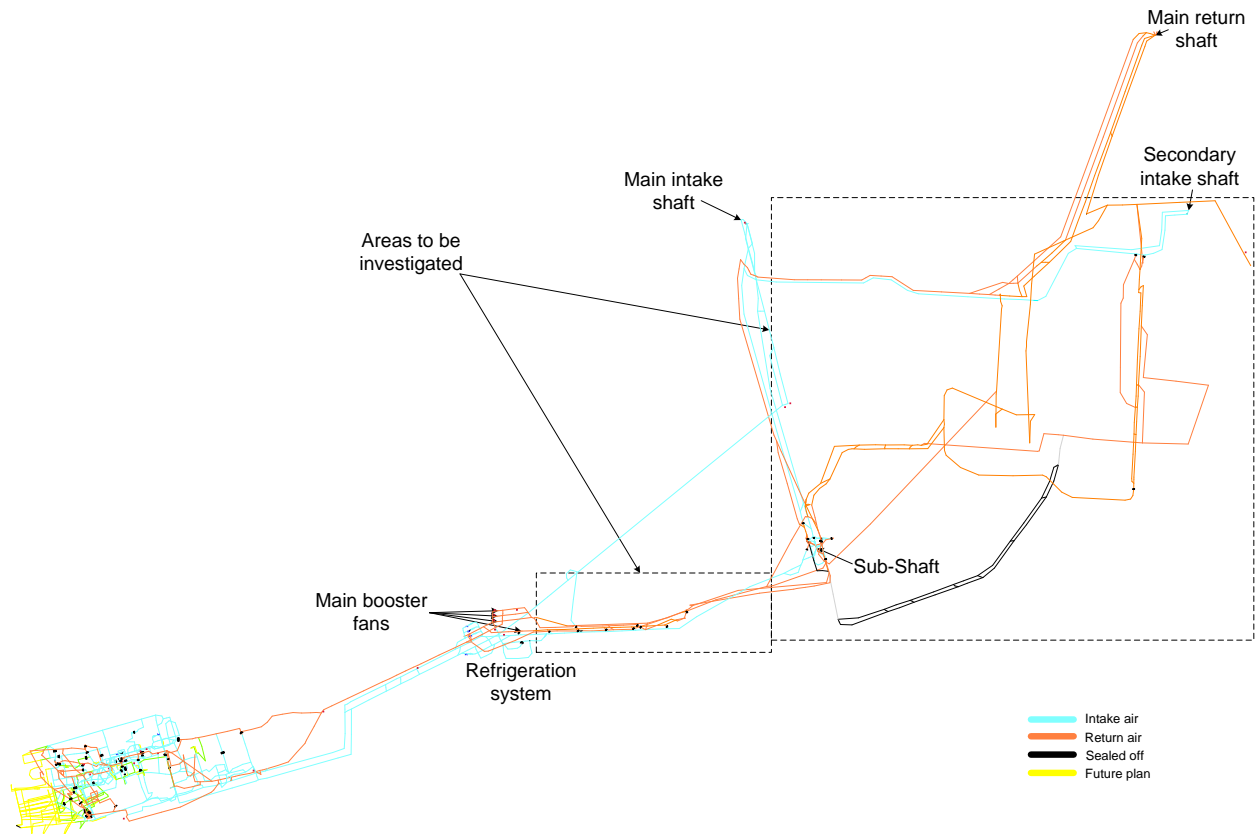 Main return
shaft
Secondary
intake shaft
Main intake
shaft
Areas to be
investigated
Sub-Shaft
Main booster
fans
Refrigeration
system
Intake air
Return air
Sealed off
Future plan